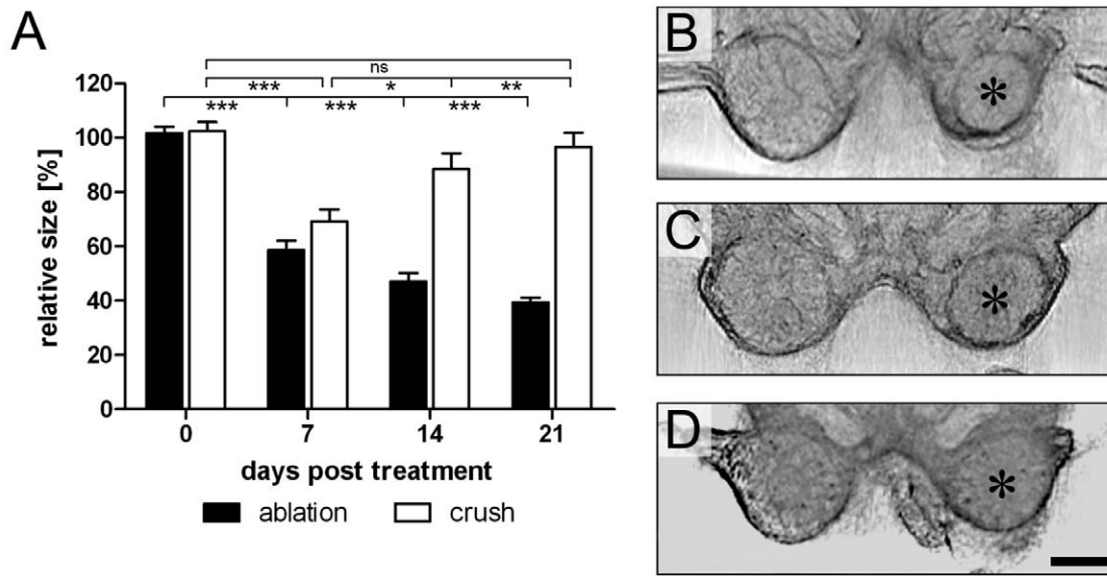 A
ns
*** * **
*** *** ***
120
100
80
60
40
20
0
relative size [%]
0 7 14 21
days post treatment
ablation crush
B
*
C
*
D
*